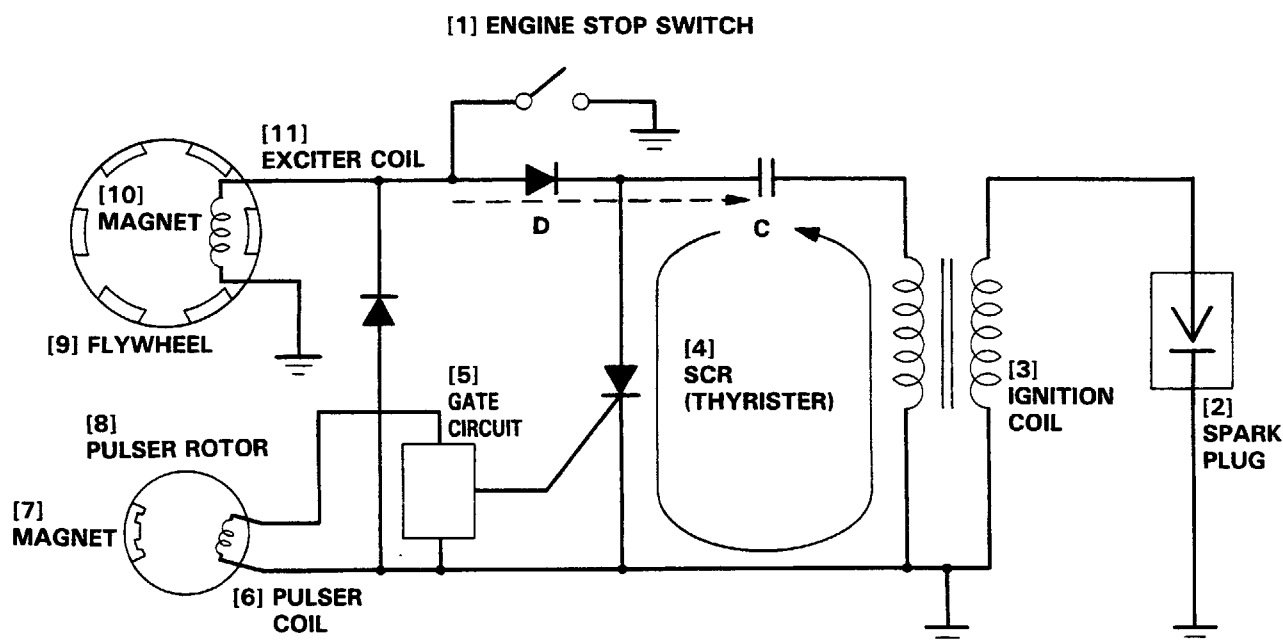 [1] ENGINE STOP SWITCH
[11]
EXCITER COIL
[10]
MAGNET
D
C
[9] FLYWHEEL
[4]
SCR
(THYRISTER)
[3]
IGNITION
COIL
[5]
GATE
CIRCUIT
[2]
SPARK
PLUG
[8]
PULSER ROTOR
[7]
MAGNET
[6] PULSER
COIL